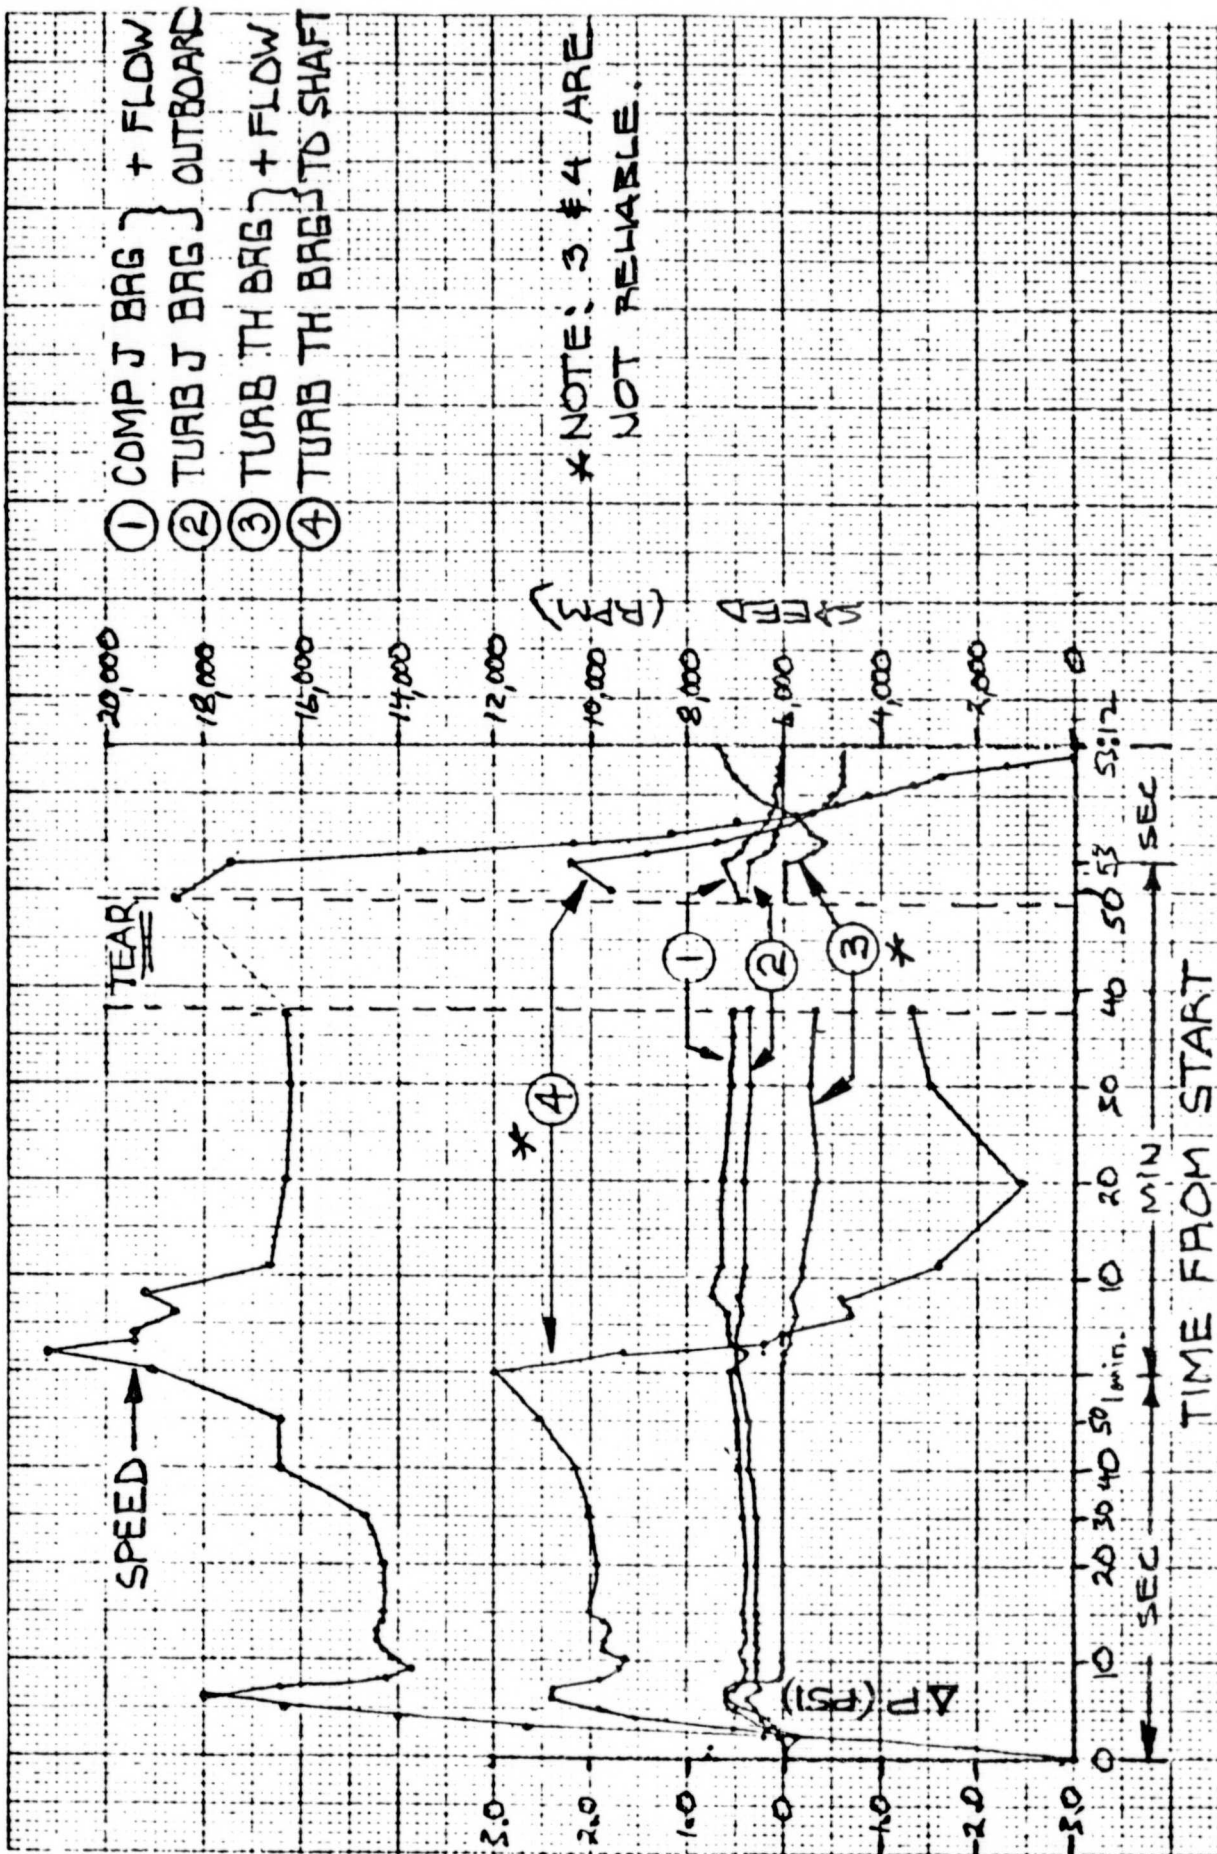 ① COMP J BRG } + FLOW
② TURB J BRG } OUTBOARD
③ TURB TH BRG } + FLOW
④ TURB TH BRG } TO SHAFT
* NOTE: 3 & 4 ARE
NOT RELIABLE.
TEAR
SPEED
* ④
①
②
③ *
20,000
18,000
16,000
14,000
12,000
10,000
8,000
6,000
4,000
2,000
0
SPEED
(RPM)
3.0
2.0
1.0
0
-1.0
-2.0
-3.0
ΔP (PSI)
0 10 20 30 40 50 1 min. 10 20 30 40 50 53 53:12
SEC MIN SEC
TIME FROM START